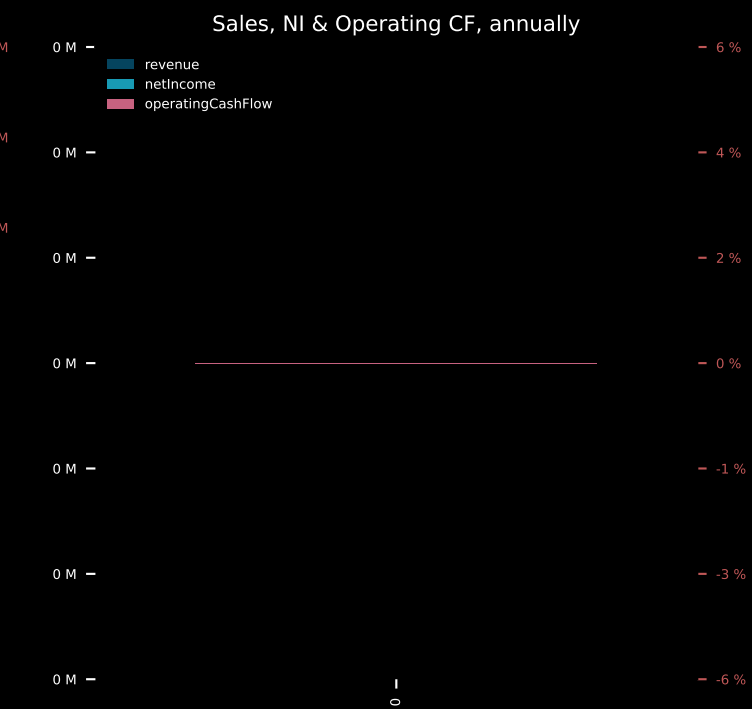 Sales, NI & Operating CF, annually
M
0 M
6 %
revenue
netIncome
operatingCashFlow
M
0 M
4 %
M
0 M
2 %
0 M
0 %
0 M
-1 %
0 M
-3 %
0 M
-6 %
0